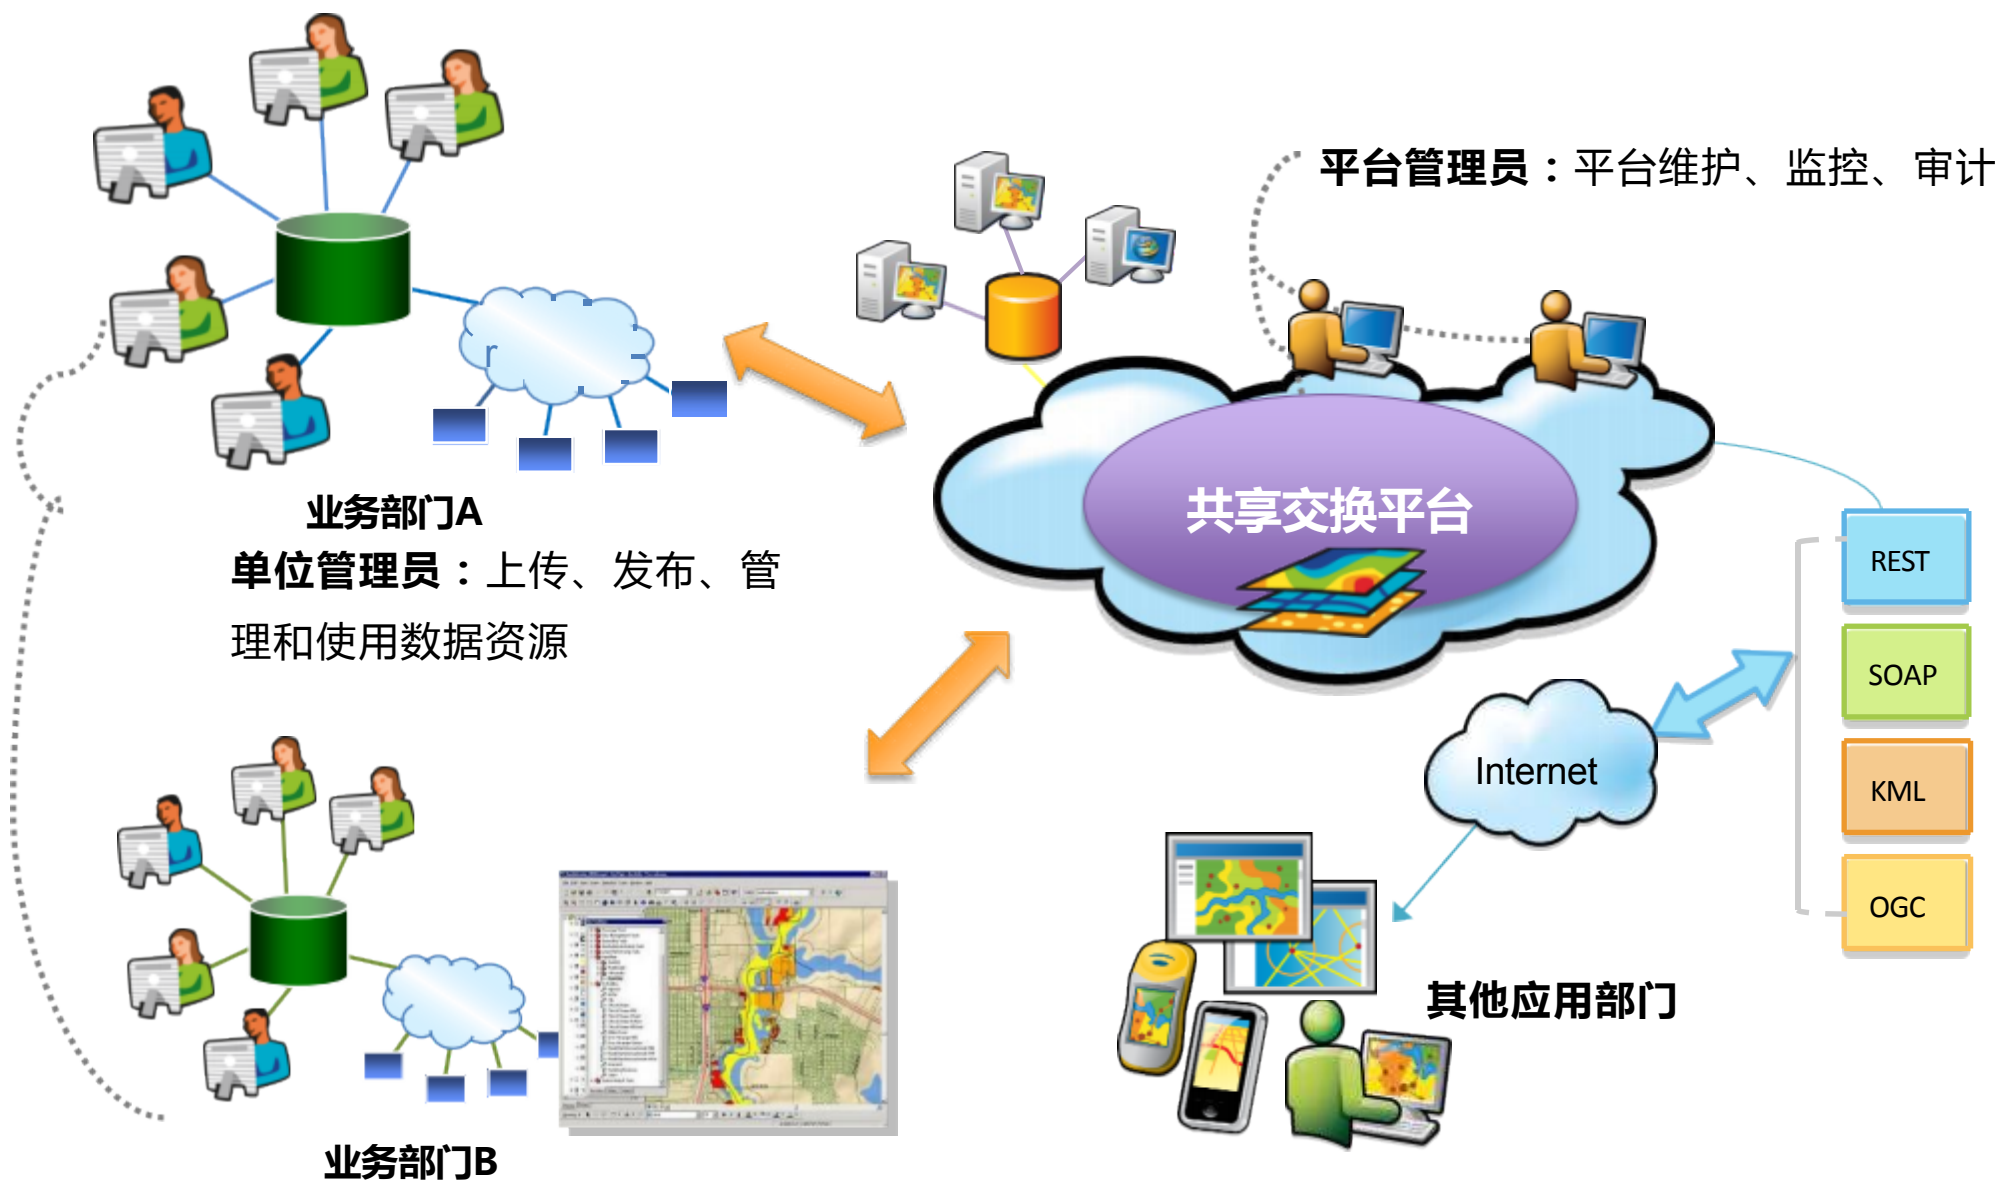 平台管理员：平台维护、监控、审计
共享交换平台
业务部门A
单位管理员：上传、发布、管
理和使用数据资源
REST
SOAP
KML
OGC
Internet
其他应用部门
业务部门B